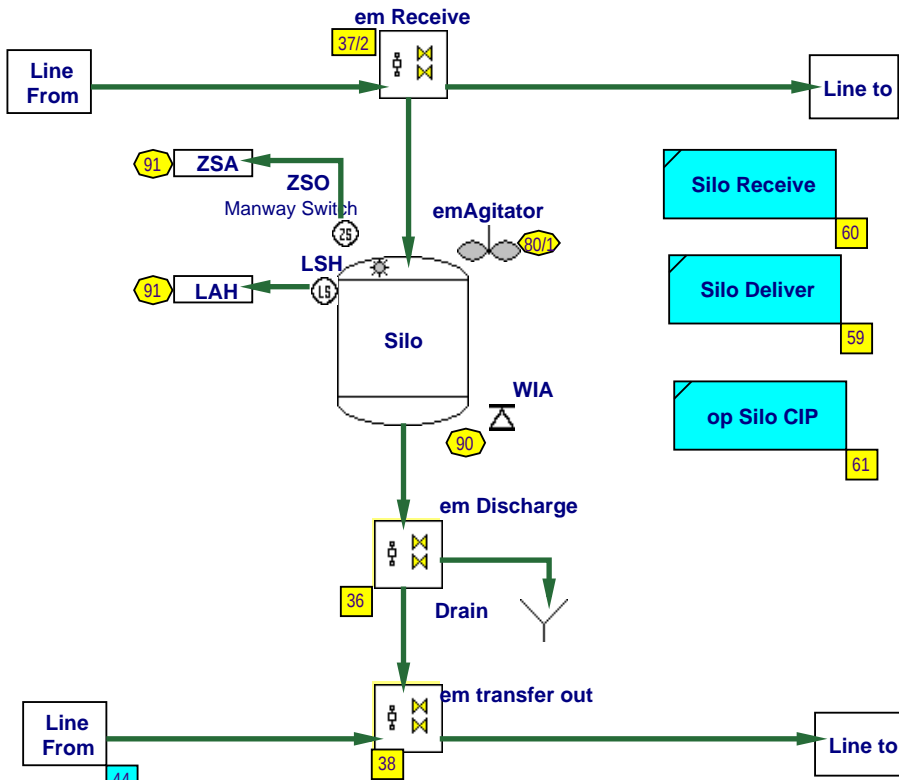 em Receive
37/2
Line
From
Line to
91
ZSA
ZSO
Manway Switch
ZS
emAgitator
80/1
Silo Receive
60
LSH
91
LAH
LS
Silo Deliver
59
Silo
WIA
90
op Silo CIP
61
em Discharge
36
Drain
em transfer out
Line
From
44
38
Line to